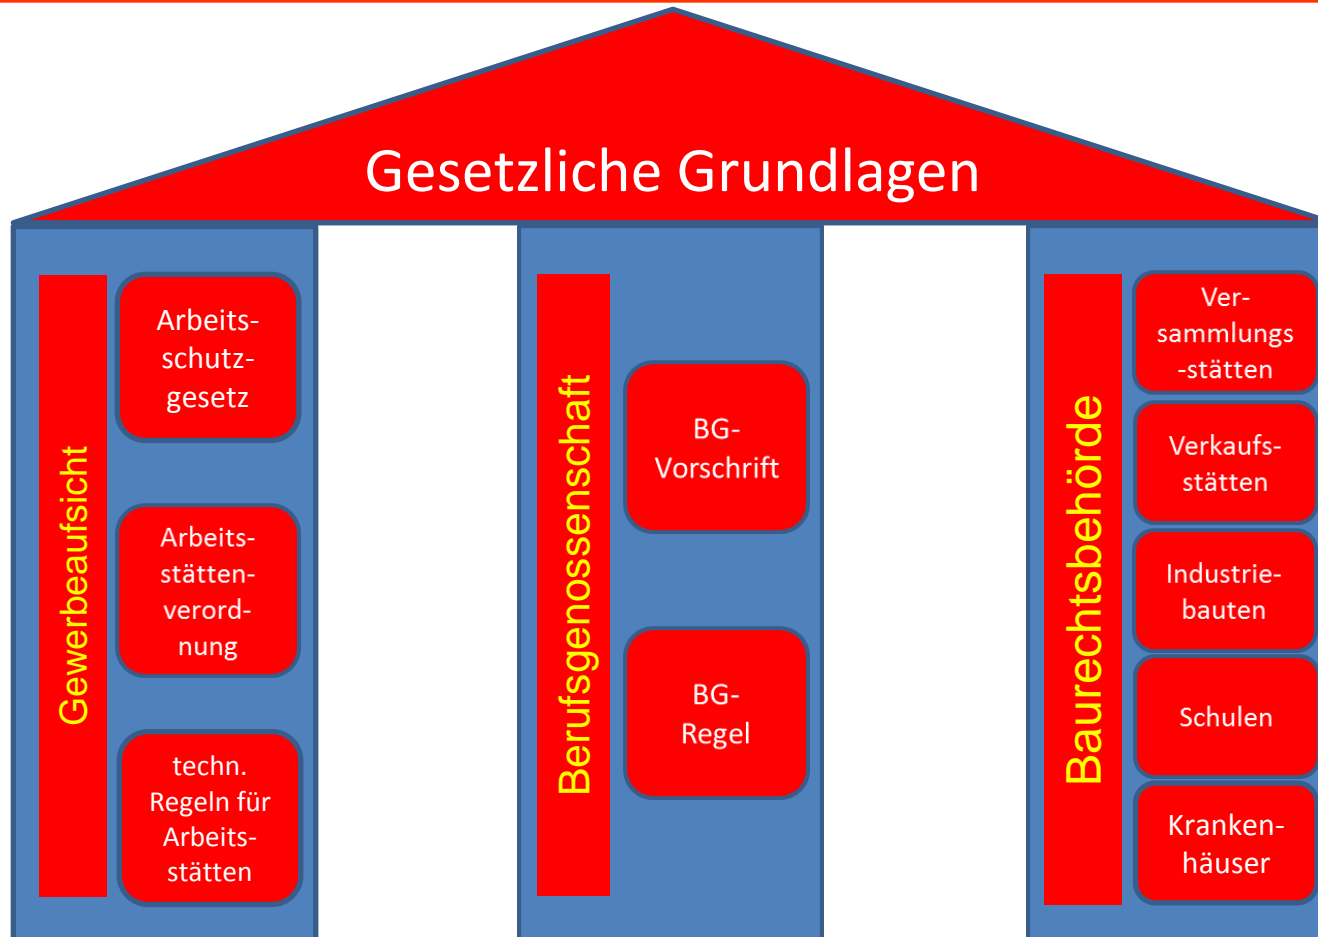 Gesetzliche Grundlagen
Gewerbeaufsicht
Arbeits-
schutz-
gesetz
Arbeits-
stätten-
verord-
nung
techn.
Regeln für
Arbeits-
stätten
Berufsgenossenschaft
BG-
Vorschrift
BG-
Regel
Baurechtsbehörde
Ver-
sammlungs
-stätten
Verkaufs-
stätten
Industrie-
bauten
Schulen
Kranken-
häuser